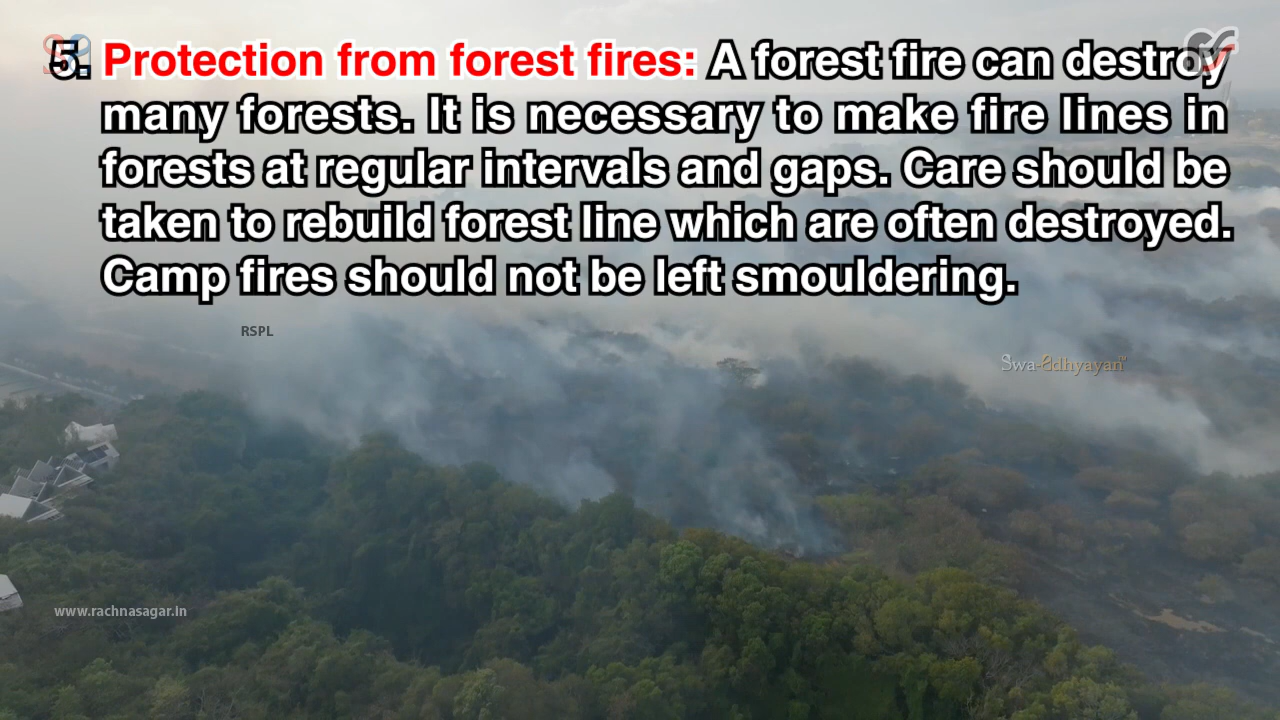 5. Protection from forest fires: A forest fire can destroy
many forests. It is necessary to make fire lines in
forests at regular intervals and gaps. Care should be
taken to rebuild forest line which are often destroyed.
Camp fires should not be left smouldering.
RSPL
Swa-Adhyayan
www.rachnasagar.in